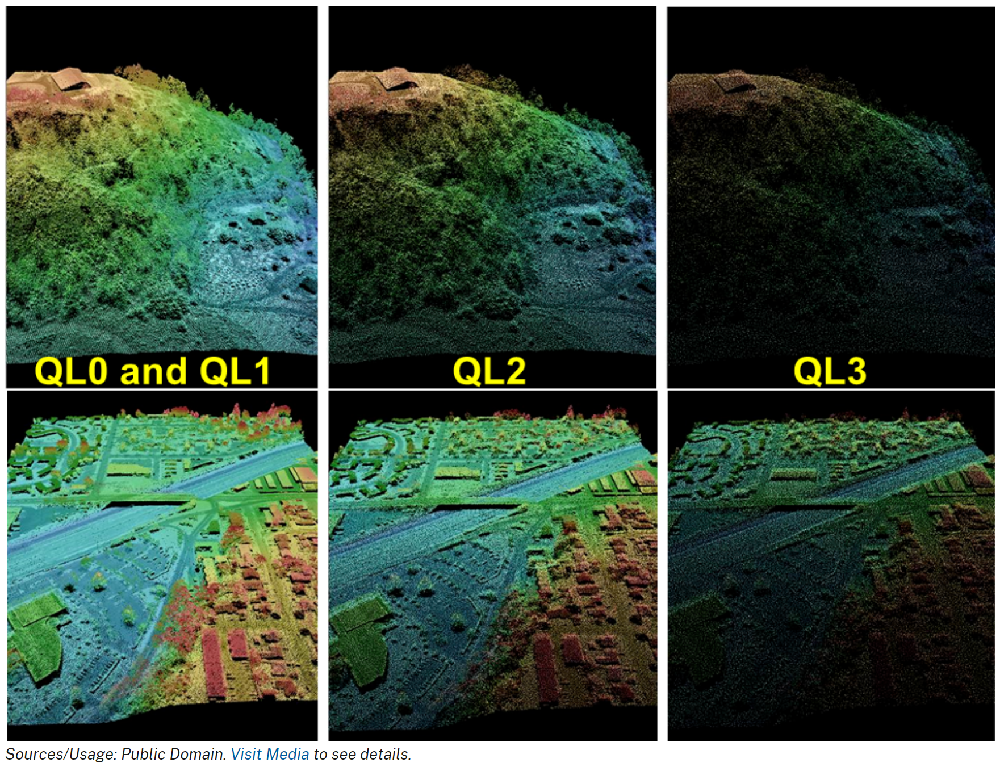 QL0 and QL1
QL2
QL3
Sources/Usage: Public Domain. Visit Media to see details.